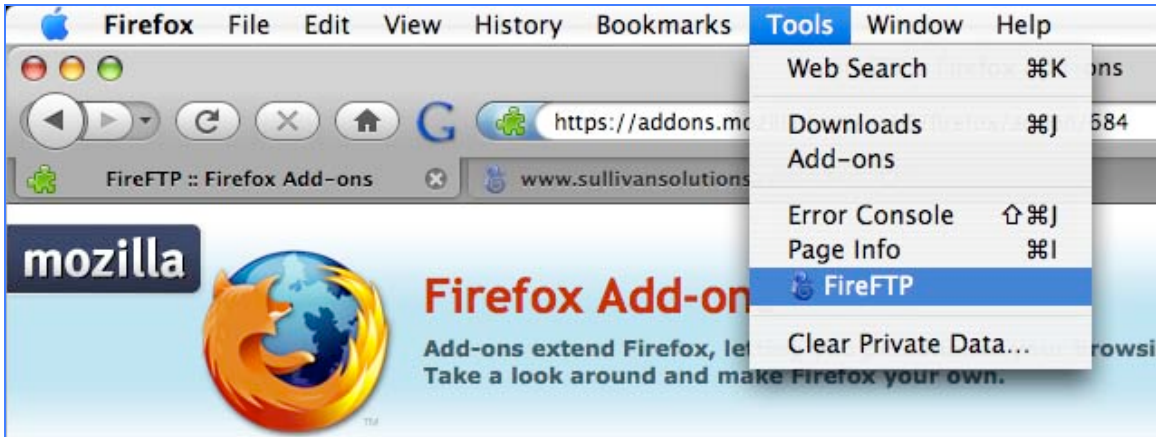 Firefox File Edit View History Bookmarks Tools Window Help
Web Search ⌘K
ons
https://addons.mo
684
Downloads ⌘J
Add-ons
FireFTP :: Firefox Add-ons
www.sullivansolutions
Error Console ⇧⌘J
Page Info ⌘I
FireFTP
Clear Private Data...
mozilla
Firefox Add-on
Add-ons extend Firefox, le rowsi
Take a look around and make Firefox your own.
TM